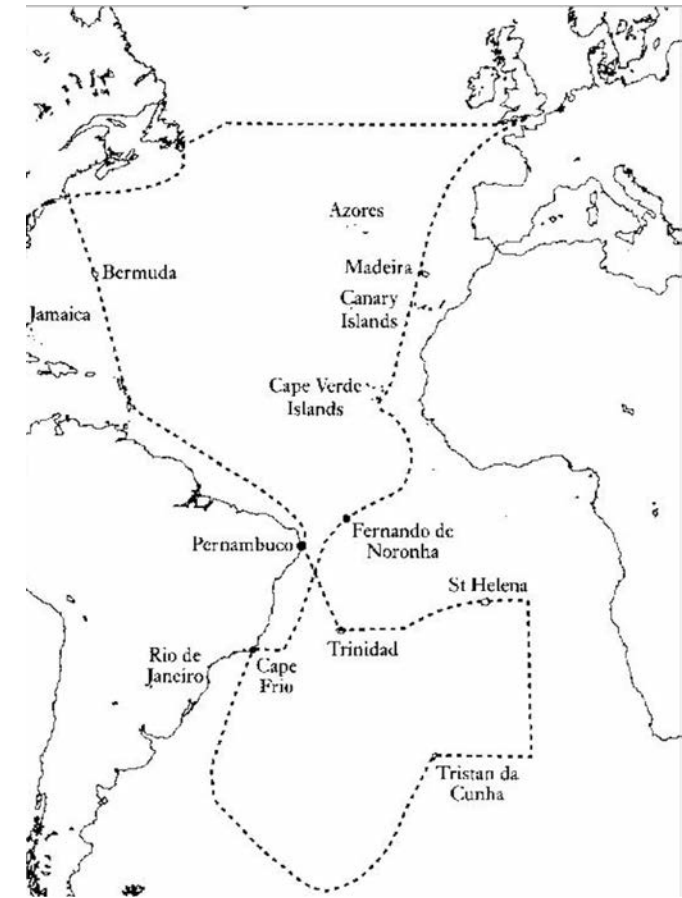 Azores
Madeira
Bermuda
Canary
Islands
Jamaica
Cape Verde
Islands
Fernando de
Noronha
Pernambuco
St Helena
Trinidad
Rio de
Janeiro
Cape
Frio
Tristan da
Cunha